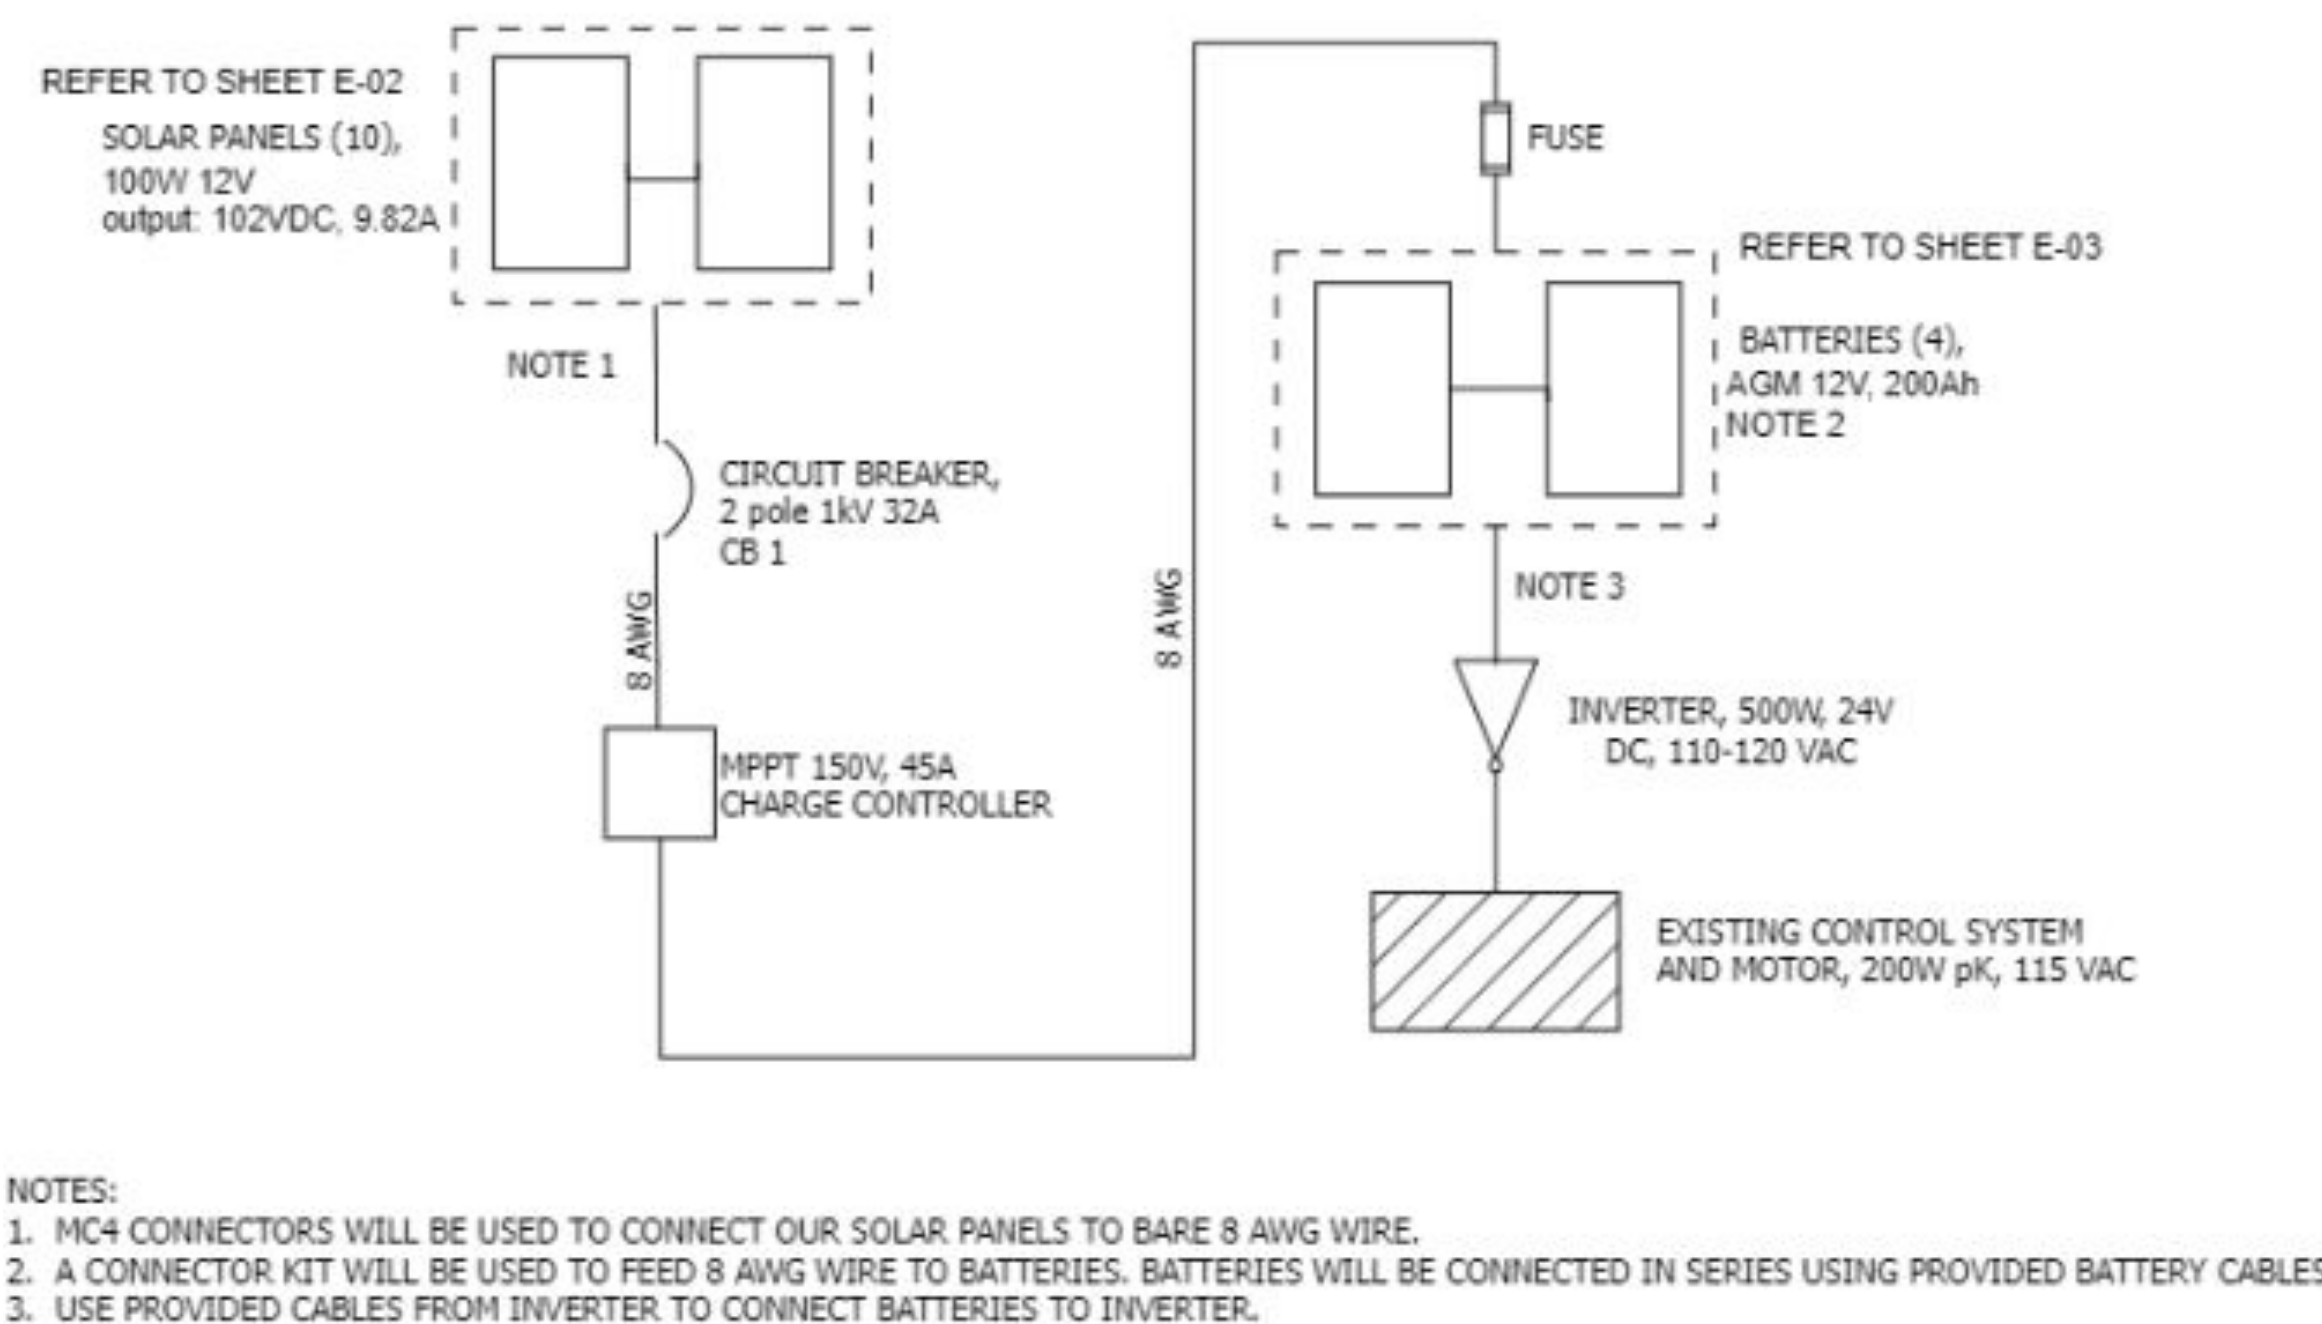 REFER TO SHEET E-02
SOLAR PANELS (10),
100W 12V
output: 102VDC, 9.82A
NOTE 1
CIRCUIT BREAKER,
2 pole 1kV 32A
CB 1
8 AWG
MPPT 150V, 45A
CHARGE CONTROLLER
8 AWG
FUSE
REFER TO SHEET E-03
BATTERIES (4),
AGM 12V, 200Ah
NOTE 2
NOTE 3
INVERTER, 500W, 24V
DC, 110-120 VAC
EXISTING CONTROL SYSTEM
AND MOTOR, 200W pK, 115 VAC
NOTES:
1. MC4 CONNECTORS WILL BE USED TO CONNECT OUR SOLAR PANELS TO BARE 8 AWG WIRE.
2. A CONNECTOR KIT WILL BE USED TO FEED 8 AWG WIRE TO BATTERIES. BATTERIES WILL BE CONNECTED IN SERIES USING PROVIDED BATTERY CABLES
3. USE PROVIDED CABLES FROM INVERTER TO CONNECT BATTERIES TO INVERTER.